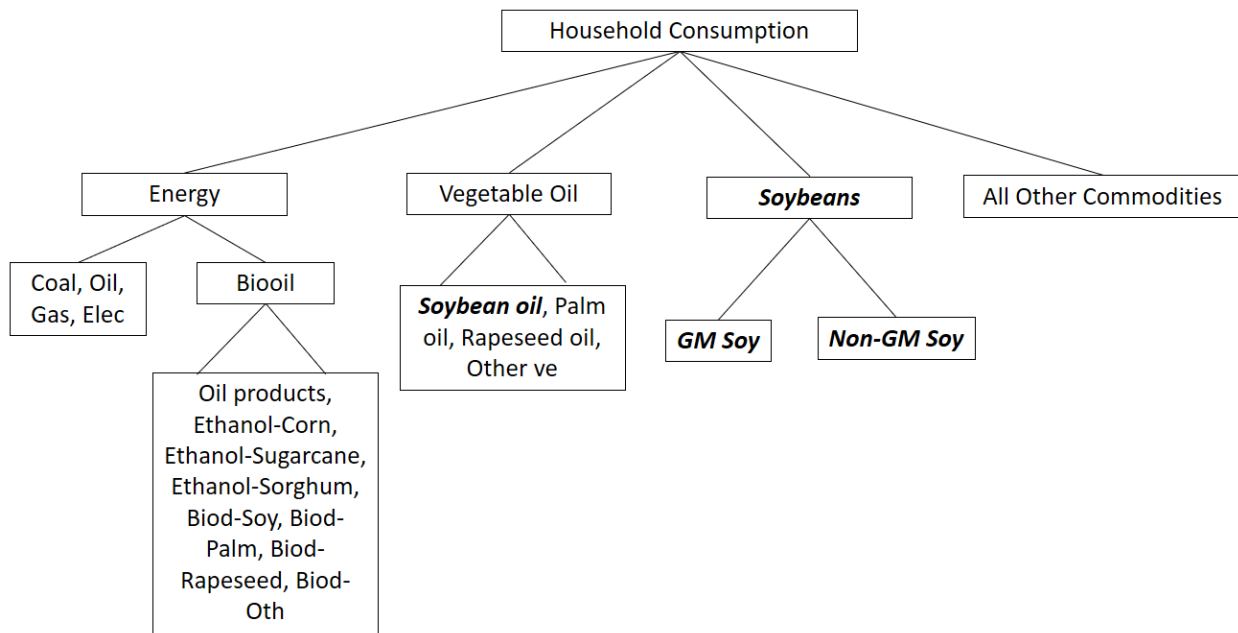 Household Consumption
Energy
Vegetable Oil
Soybeans
All Other Commodities
Coal, Oil,
Gas, Elec
Biooil
Soybean oil, Palm
oil, Rapeseed oil,
Other ve
GM Soy
Non-GM Soy
Oil products,
Ethanol-Corn,
Ethanol-Sugarcane,
Ethanol-Sorghum,
Biod-Soy, Biod-
Palm, Biod-
Rapeseed, Biod-
Oth